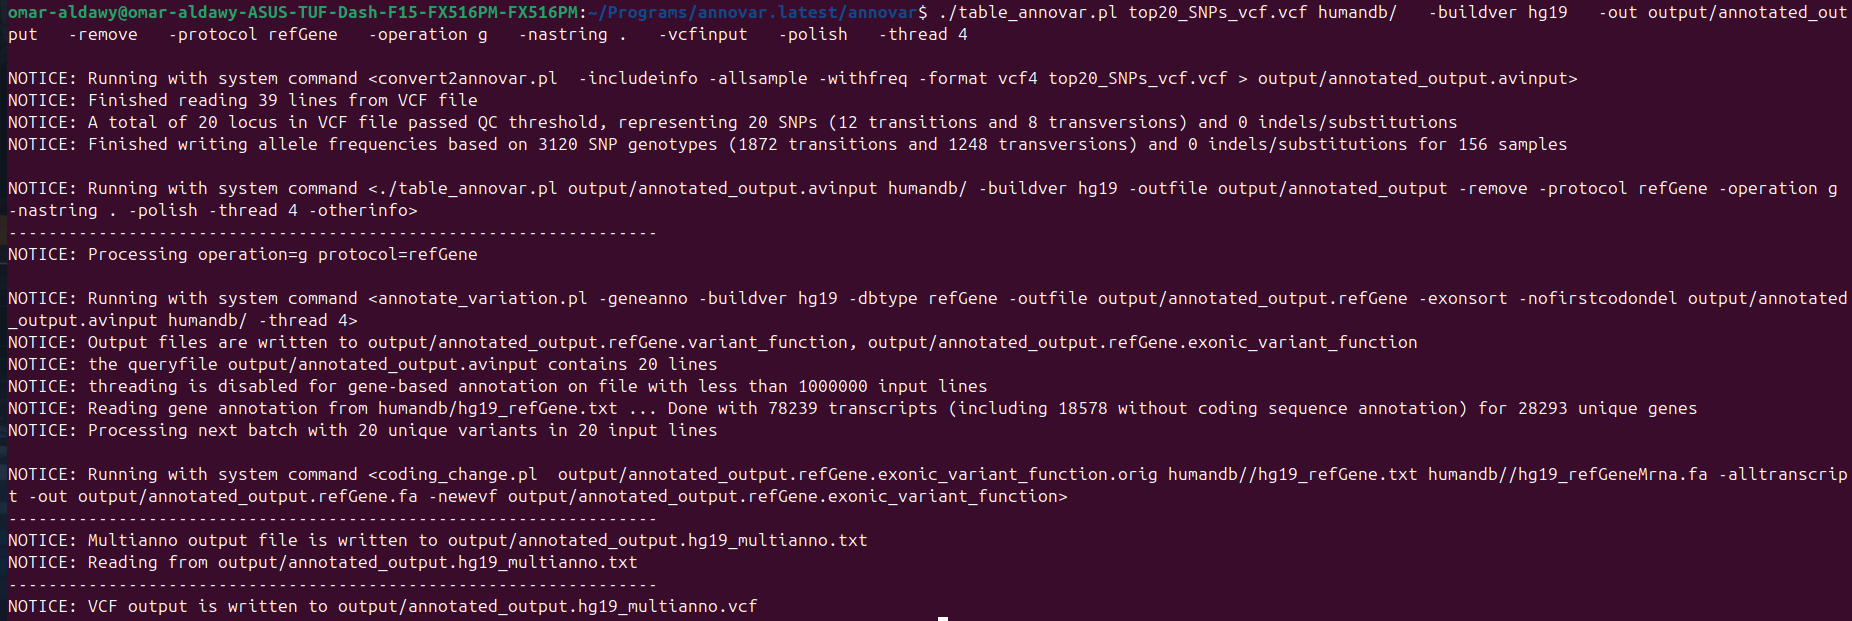 omar-aldawy@omar-aldawy-ASUS-TUF-Dash-F15-FX516PM-FX516PM:~/Programs/annovar.latest/annovar$ ./table_annovar.pl top20_SNPs_vcf.vcf humandb/   -buildver hg19   -out output/annotated_out
put   -remove   -protocol refGene   -operation g   -nastring .   -vcfinput   -polish   -thread 4
NOTICE: Running with system command <convert2annovar.pl  -includeinfo -allsample -withfreq -format vcf4 top20_SNPs_vcf.vcf > output/annotated_output.avinput>
NOTICE: Finished reading 39 lines from VCF file
NOTICE: A total of 20 locus in VCF file passed QC threshold, representing 20 SNPs (12 transitions and 8 transversions) and 0 indels/substitutions
NOTICE: Finished writing allele frequencies based on 3120 SNP genotypes (1872 transitions and 1248 transversions) and 0 indels/substitutions for 156 samples
NOTICE: Running with system command <./table_annovar.pl output/annotated_output.avinput humandb/ -buildver hg19 -outfile output/annotated_output -remove -protocol refGene -operation g
-nastring . -polish -thread 4 -otherinfo>
-----------------------------------------------------------------
NOTICE: Processing operation=g protocol=refGene
NOTICE: Running with system command <annotate_variation.pl -geneanno -buildver hg19 -dbtype refGene -outfile output/annotated_output.refGene -exonsort -nofirstcodondel output/annotated
_output.avinput humandb/ -thread 4>
NOTICE: Output files are written to output/annotated_output.refGene.variant_function, output/annotated_output.refGene.exonic_variant_function
NOTICE: the queryfile output/annotated_output.avinput contains 20 lines
NOTICE: threading is disabled for gene-based annotation on file with less than 1000000 input lines
NOTICE: Reading gene annotation from humandb/hg19_refGene.txt ... Done with 78239 transcripts (including 18578 without coding sequence annotation) for 28293 unique genes
NOTICE: Processing next batch with 20 unique variants in 20 input lines
NOTICE: Running with system command <coding_change.pl  output/annotated_output.refGene.exonic_variant_function.orig humandb//hg19_refGene.txt humandb//hg19_refGeneMrna.fa -alltranscrip
t -out output/annotated_output.refGene.fa -newevf output/annotated_output.refGene.exonic_variant_function>
-----------------------------------------------------------------
NOTICE: Multianno output file is written to output/annotated_output.hg19_multianno.txt
NOTICE: Reading from output/annotated_output.hg19_multianno.txt
-----------------------------------------------------------------
NOTICE: VCF output is written to output/annotated_output.hg19_multianno.vcf